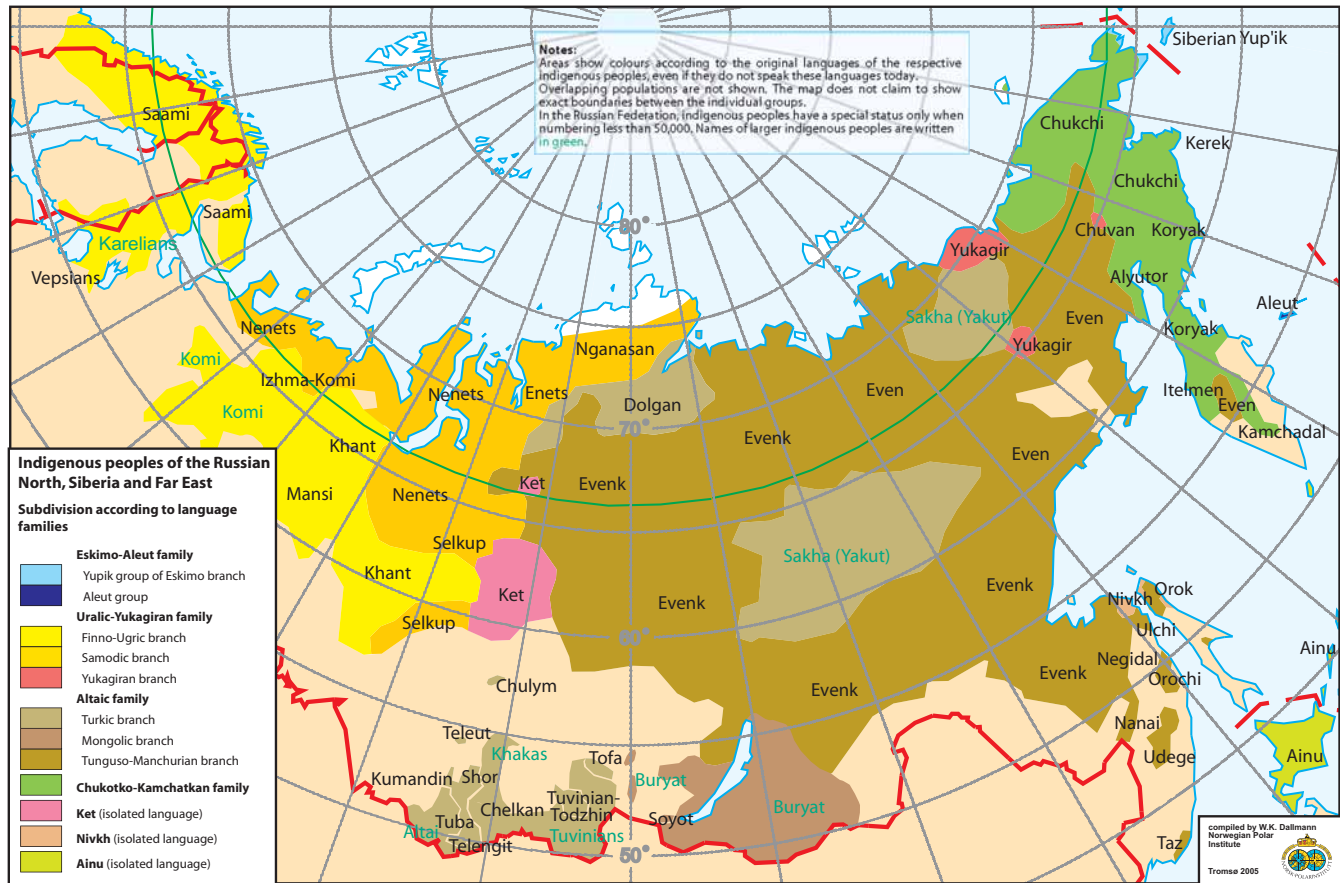 Notes:
Areas show colours according to the original languages of the respective
indigenous peoples, even if they do not speak these languages today.
Overlapping populations are not shown. The map does not claim to show
exact boundaries between the individual groups.
In the Russian Federation, indigenous peoples have a special status only when
numbering less than 50,000. Names of larger indigenous peoples are written
in green.
Siberian Yup'ik
Saami
Chukchi
Kerek
Chukchi
Saami
80°
Chuvan
Koryak
Karelians
Yukagir
Vepsians
Alyutor
Aleut
Nenets
Sakha (Yakut)
Even
Koryak
Nganasan
Yukagir
Komi
Izhma-Komi
Nenets
Enets
Even
Itelmen
Even
Komi
Dolgan
70°
Kamchadal
Khant
Evenk
Even
Mansi
Nenets
Ket
Evenk
Selkup
Sakha (Yakut)
Khant
Ket
Evenk
Evenk
Orok
Nivkh
Selkup
60°
Ulchi
Ainu
Negidal
Evenk
Orochi
Chulym
Evenk
Nanai
Teleut
Khakas
Tofa
Udege
Ainu
Kumandin
Shor
Buryat
Tuvinian-
Todzhin
Chelkan
Buryat
Tuba
Soyot
Altai
Tuvinians
Telengit
50°
Taz
Indigenous peoples of the Russian
North, Siberia and Far East
Subdivision according to language
families
Eskimo-Aleut family
Yupik group of Eskimo branch
Aleut group
Uralic-Yukagiran family
Finno-Ugric branch
Samodic branch
Yukagiran branch
Altaic family
Turkic branch
Mongolic branch
Tunguso-Manchurian branch
Chukotko-Kamchatkan family
Ket (isolated language)
Nivkh (isolated language)
Ainu (isolated language)
compiled by W.K. Dallmann
Norwegian Polar
Institute
Tromsø 2005
NORSK POLARINSTITUTT